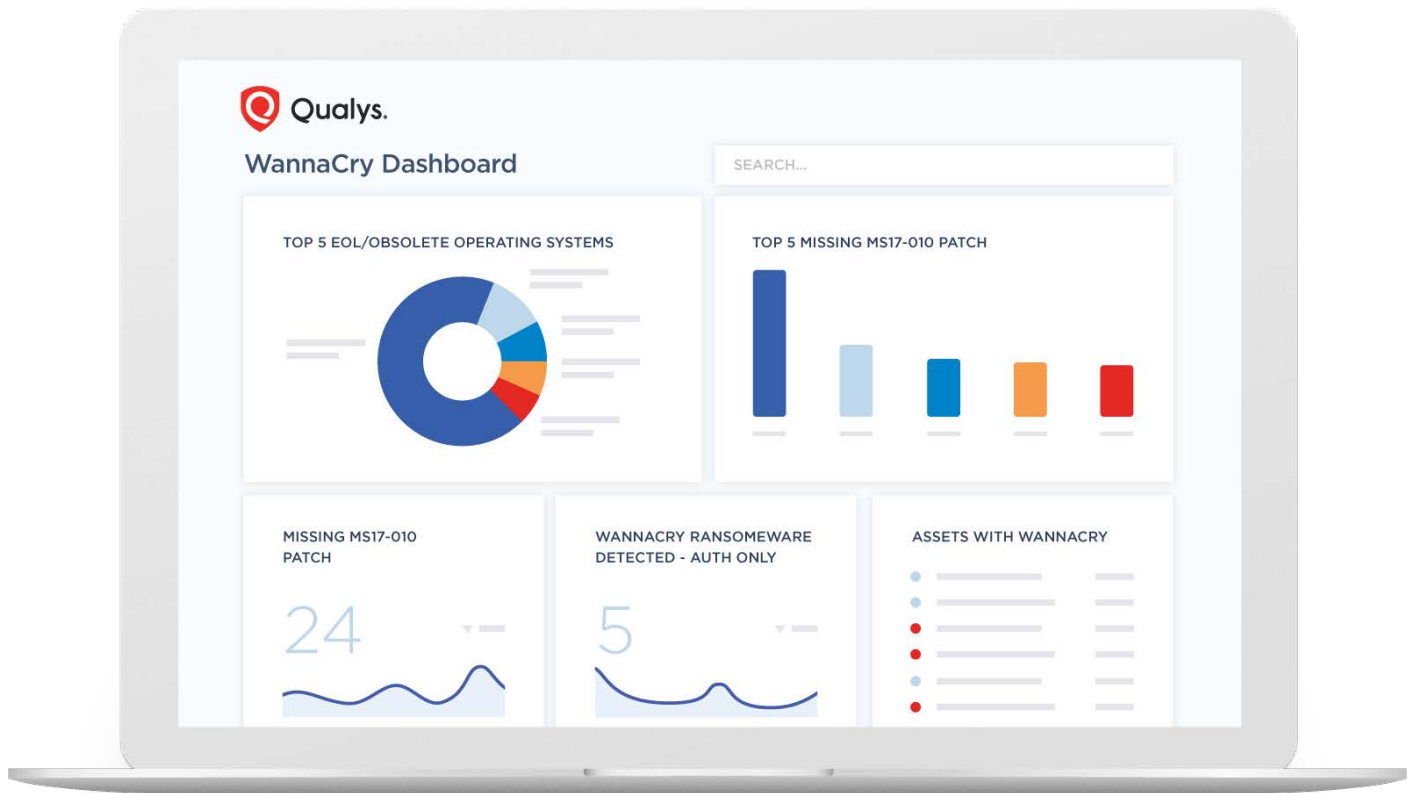 Qualys.
WannaCry Dashboard
SEARCH...
TOP 5 EOL/OBSOLETE OPERATING SYSTEMS
TOP 5 MISSING MS17-010 PATCH
MISSING MS17-010
PATCH
24
WANNACRY RANSOMEWARE
DETECTED - AUTH ONLY
5
ASSETS WITH WANNACRY